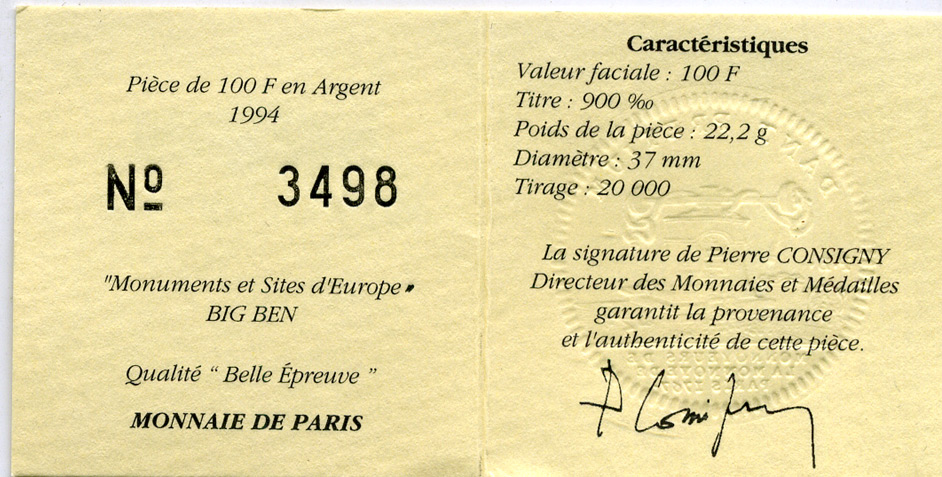 Pièce de 100 F en Argent
1994
Nº 3498
"Monuments et Sites d'Europe"
BIG BEN
Qualité “ Belle Épreuve ”
MONNAIE DE PARIS
Caractéristiques
Valeur faciale : 100 F
Titre : 900 ‰
Poids de la pièce : 22,2 g
Diamètre : 37 mm
Tirage : 20 000
La signature de Pierre CONSIGNY
Directeur des Monnaies et Médailles
garantit la provenance
et l'authenticité de cette pièce.